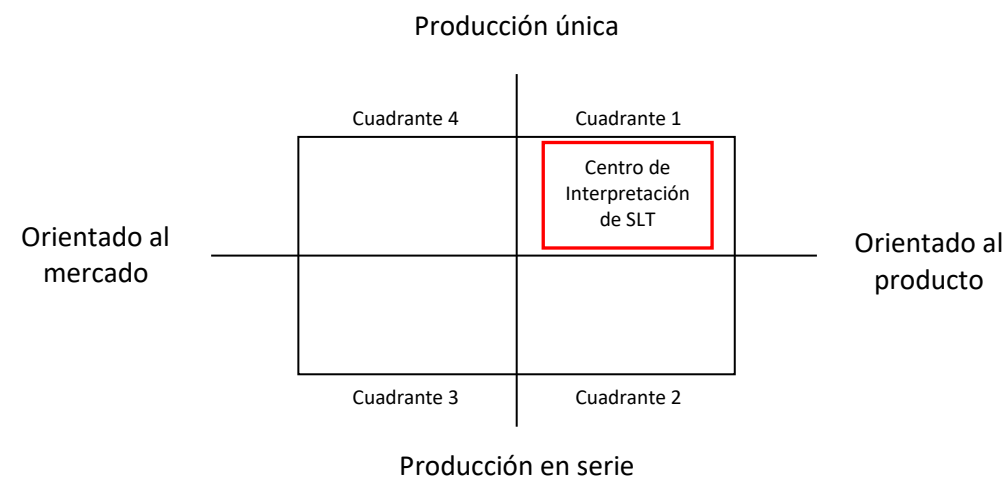 Producción única
Cuadrante 4
Cuadrante 1
Centro de
Interpretación
de SLT
Orientado al
mercado
Orientado al
producto
Cuadrante 3
Cuadrante 2
Producción en serie